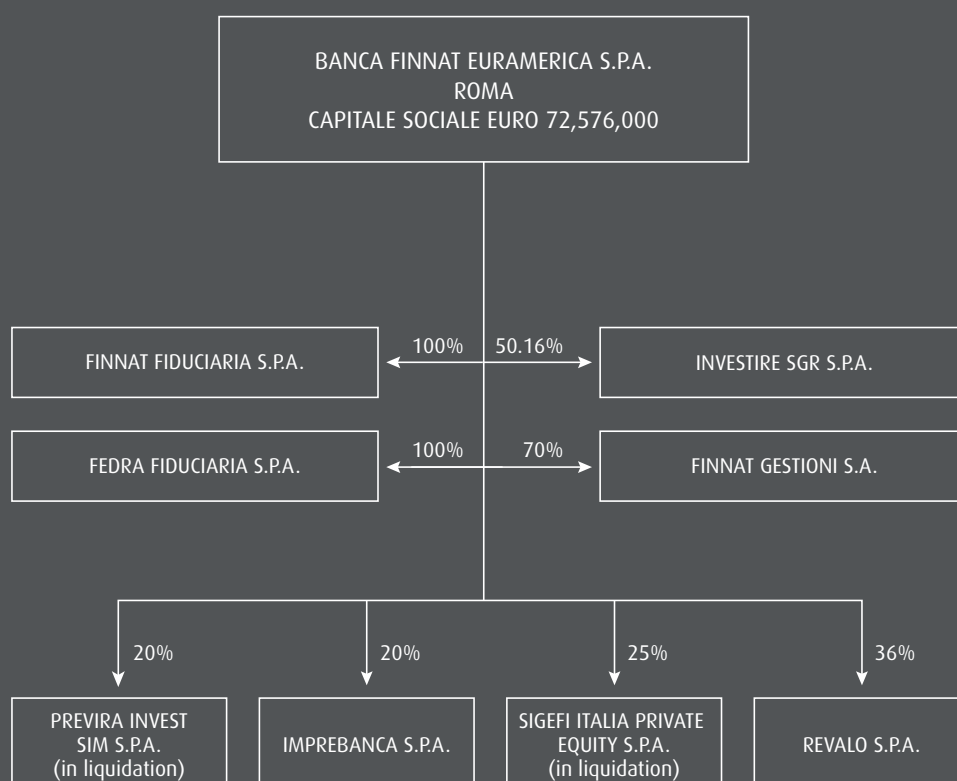 BANCA FINNAT EURAMERICA S.P.A.
ROMA
CAPITALE SOCIALE EURO 72,576,000
FINNAT FIDUCIARIA S.P.A.
100%
50.16%
INVESTIRE SGR S.P.A.
FEDRA FIDUCIARIA S.P.A.
100%
70%
FINNAT GESTIONI S.A.
20%
20%
25%
36%
PREVIRA INVEST
SIM S.P.A.
(in liquidation)
IMPREBANCA S.P.A.
SIGEFI ITALIA PRIVATE
EQUITY S.P.A.
(in liquidation)
REVALO S.P.A.